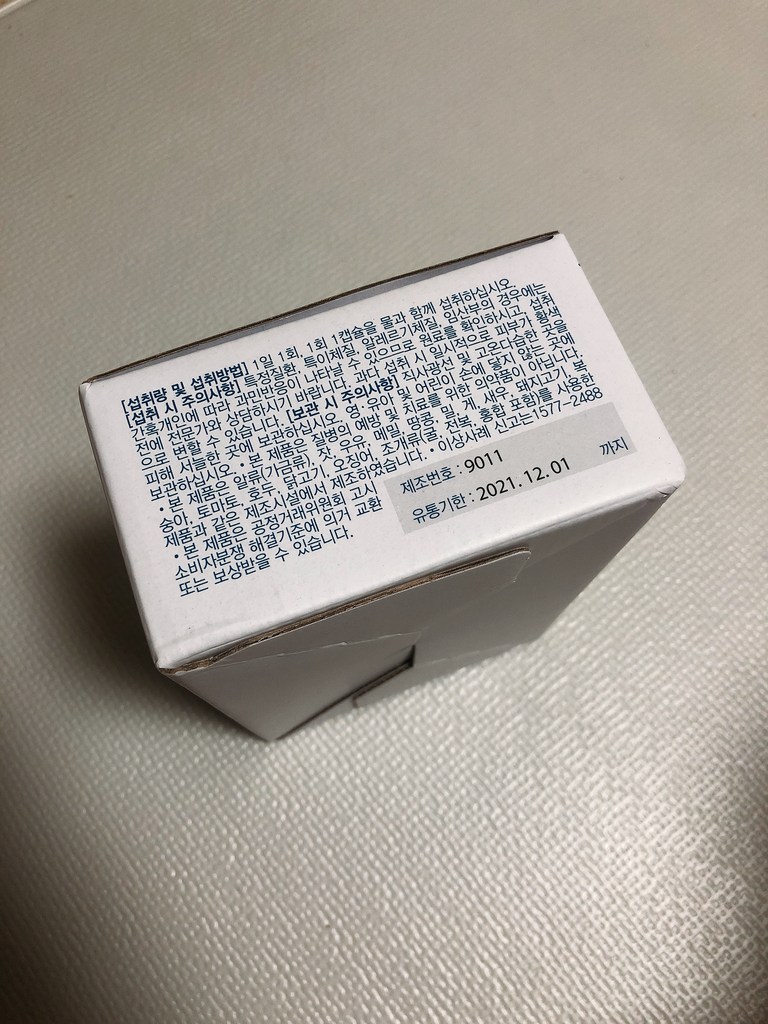 [섭취량 및 섭취방법] 1일 1회, 1회 1캡슐을 물과 함께 섭취하십시오.
[섭취 시 주의사항] 특정질환, 특이체질, 알레르기체질, 임산부의 경우에는
간혹개인에 따라 과민반응이 나타날 수 있으므로 원료를 확인하시고, 섭취
전에 전문가와 상담하시기 바랍니다. 과다 섭취 시 일시적으로 피부가 황색
으로 변할 수 있습니다. [보관 시 주의사항] 직사광선 및 고온다습한 곳을
피해 서늘한 곳에 보관하십시오. 영·유아 및 어린이 손에 닿지 않는 곳에
보관하십시오. • 본 제품은 질병의 예방 및 치료를 위한 의약품이 아닙니다.
• 본 제품은 알류(가금류), 잣, 우유, 메밀, 땅콩, 밀, 게, 새우, 돼지고기, 복
숭아, 토마토, 호두, 닭고기, 오징어, 조개류(굴, 전복, 홍합 포함)를 사용한
제품과 같은 제조시설에서 제조하였습니다. • 이상사례 신고는1577-2488
• 본 제품은 공정거래위원회 고시
소비자분쟁 해결기준에 의거 교환
또는 보상받을 수 있습니다.
제조번호 : 9011
유통기한 : 2021.12.01 까지